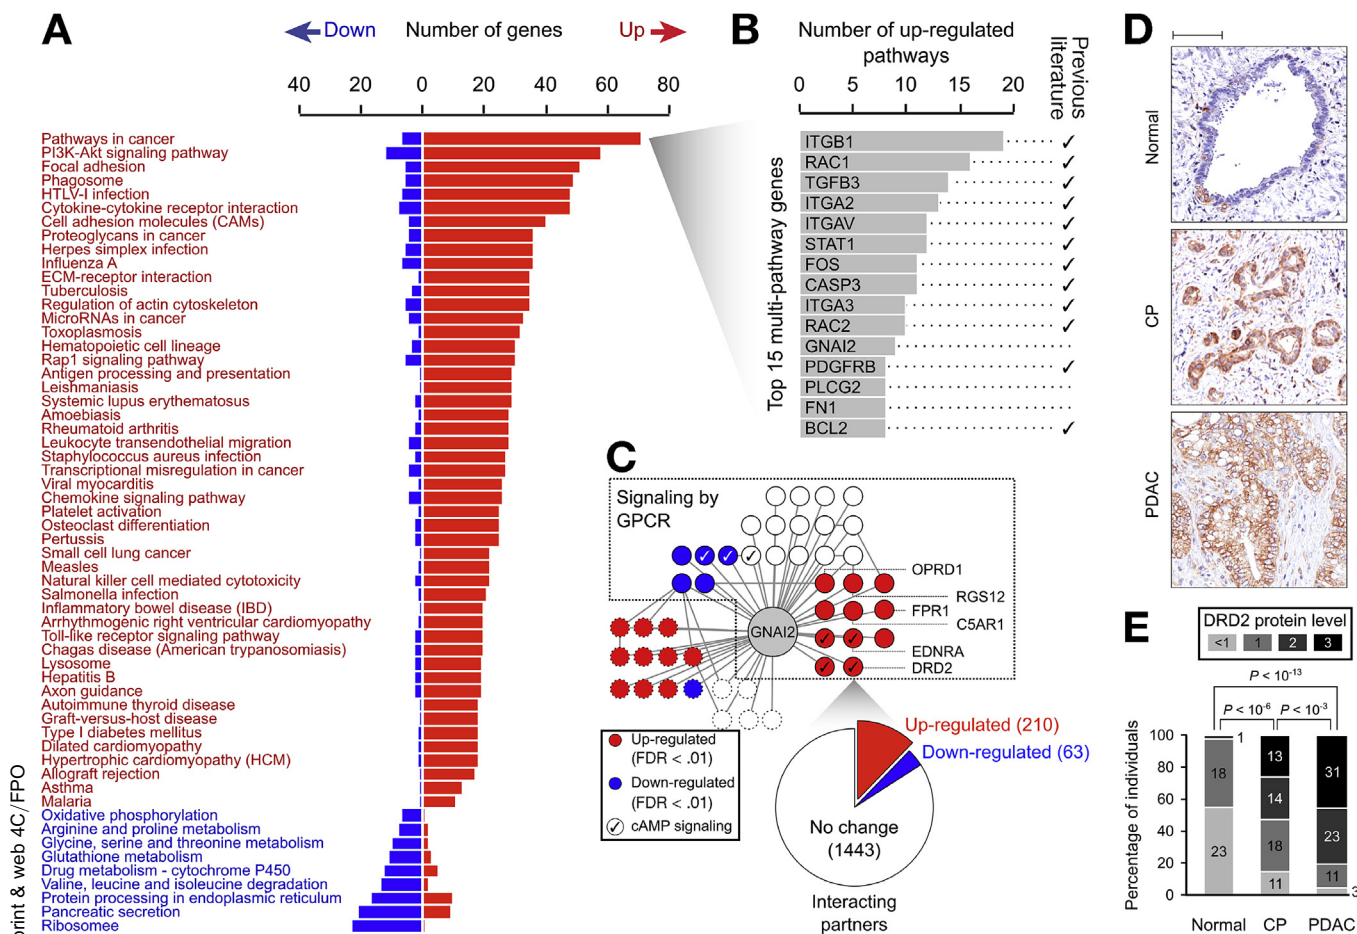 A
Down
Number of genes
Up
40 20 0 20 40 60 80
Pathways in cancer
PI3K-Akt signaling pathway
Focal adhesion
Phagosome
HTLV-I infection
Cytokine-cytokine receptor interaction
Cell adhesion molecules (CAMs)
Proteoglycans in cancer
Herpes simplex infection
Influenza A
ECM-receptor interaction
Tuberculosis
Regulation of actin cytoskeleton
MicroRNAs in cancer
Toxoplasmosis
Hematopoietic cell lineage
Rap1 signaling pathway
Antigen processing and presentation
Leishmaniasis
Systemic lupus erythematosus
Amoebiasis
Rheumatoid arthritis
Leukocyte transendothelial migration
Staphylococcus aureus infection
Transcriptional misregulation in cancer
Viral myocarditis
Chemokine signaling pathway
Platelet activation
Osteoclast differentiation
Pertussis
Small cell lung cancer
Measles
Natural killer cell mediated cytotoxicity
Salmonella infection
Inflammatory bowel disease (IBD)
Arrhythmogenic right ventricular cardiomyopathy
Toll-like receptor signaling pathway
Chagas disease (American trypanosomiasis)
Lysosome
Hepatitis B
Axon guidance
Autoimmune thyroid disease
Graft-versus-host disease
Type I diabetes mellitus
Dilated cardiomyopathy
Hypertrophic cardiomyopathy (HCM)
Allograft rejection
Asthma
Malaria
Oxidative phosphorylation
Arginine and proline metabolism
Glycine, serine and threonine metabolism
Glutathione metabolism
Drug metabolism - cytochrome P450
Valine, leucine and isoleucine degradation
Protein processing in endoplasmic reticulum
Pancreatic secretion
Ribosomee
print & web 4C/FPO
B
Number of up-regulated
pathways
Previous
literature
0 5 10 15 20
Top 15 multi-pathway genes
ITGB1 ✓
RAC1 ✓
TGFB3 ✓
ITGA2 ✓
ITGAV ✓
STAT1 ✓
FOS ✓
CASP3 ✓
ITGA3 ✓
RAC2 ✓
GNAI2
PDGFRB ✓
PLCG2
FN1
BCL2 ✓
C
Signaling by
GPCR
GNAI2
OPRD1
RGS12
FPR1
C5AR1
EDNRA
DRD2
Up-regulated
(FDR < .01)
Down-regulated
(FDR < .01)
cAMP signaling
Up-regulated (210)
Down-regulated (63)
No change
(1443)
Interacting
partners
D
Normal
CP
PDAC
E
DRD2 protein level
<1 1 2 3
P < 10-13
P < 10-6 P < 10-3
Percentage of individuals
100
80
60
40
20
0
1
18
23
13
14
18
11
31
23
11
3
Normal CP PDAC